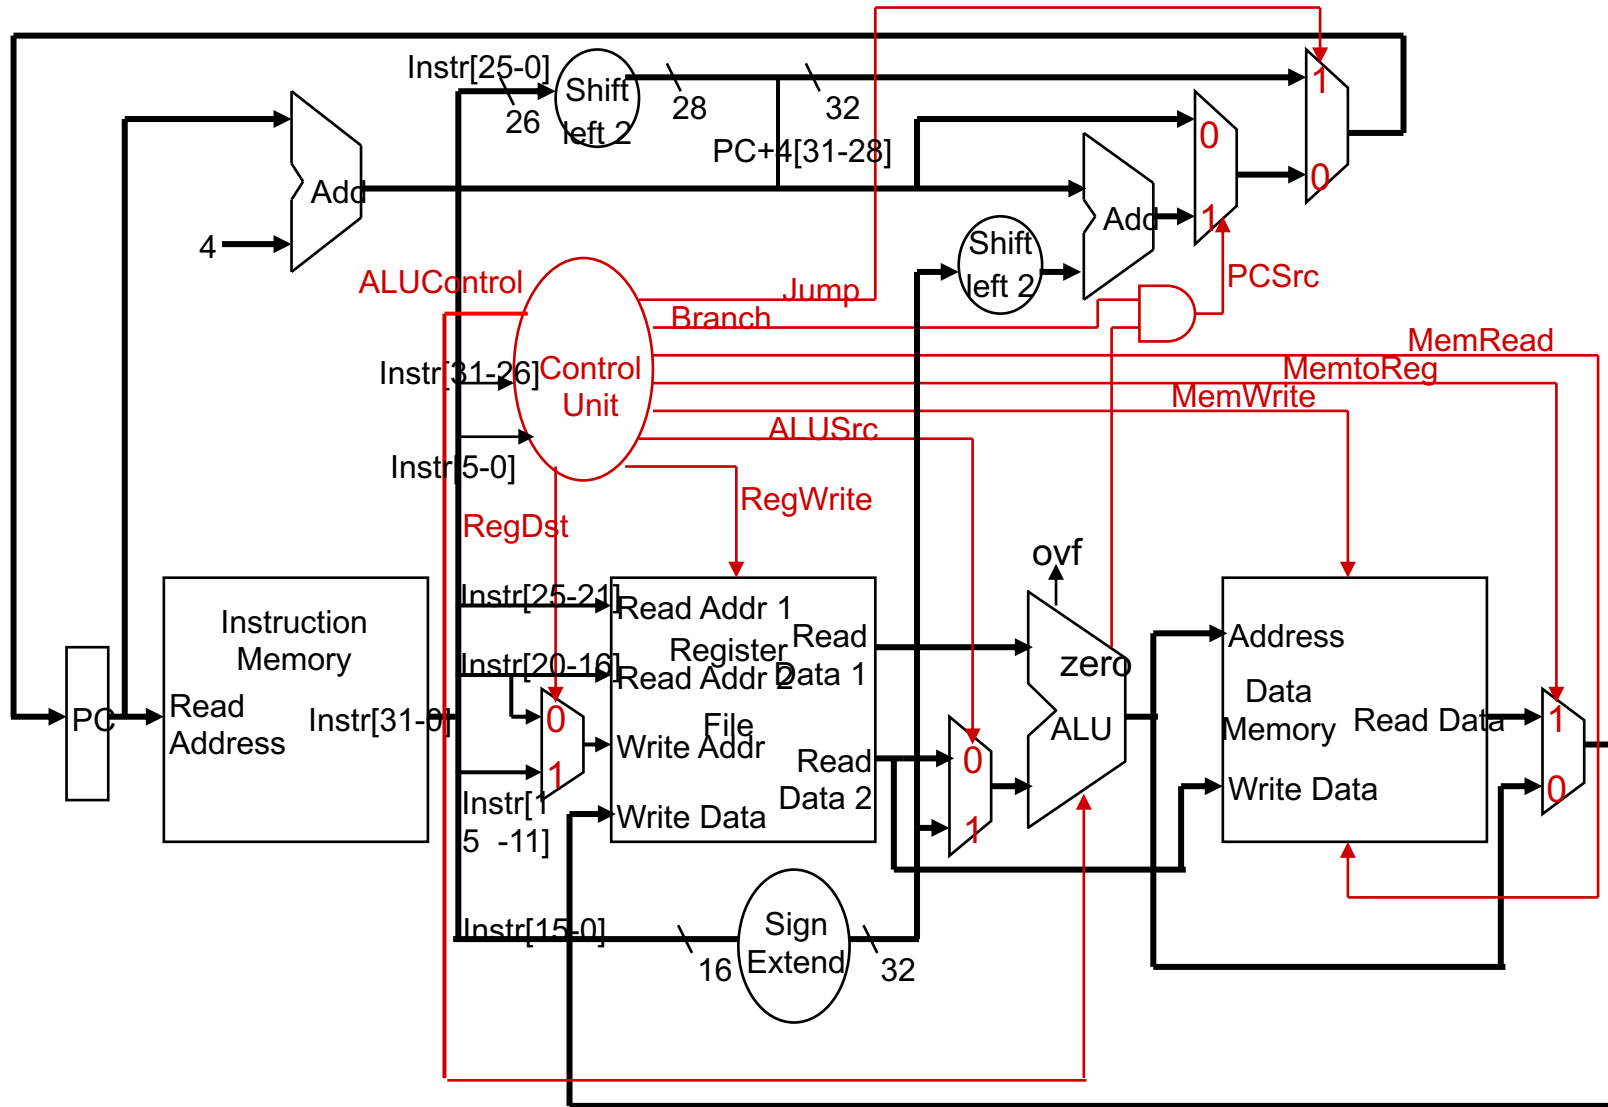 Instr[25-0]
Shift
left 2
26
28
32
PC+4[31-28]
1
0
0
1
Add
4
Add
Shift
left 2
ALUControl
Jump
Branch
PCSrc
MemRead
MemtoReg
MemWrite
ALUSrc
Instr[31-26]
Control
Unit
Instr[5-0]
RegWrite
RegDst
ovf
Instruction
Memory
Read
Address
Instr[31-0]
PC
Instr[25-21]
Instr[20-16]
0
1
Instr[1
5 -11]
Read Addr 1
Register
Read Addr 2
File
Write Addr
Write Data
Read
Data 1
Read
Data 2
0
1
zero
ALU
Address
Data
Memory
Read Data
Write Data
1
0
Instr[15-0]
16
Sign
Extend
32